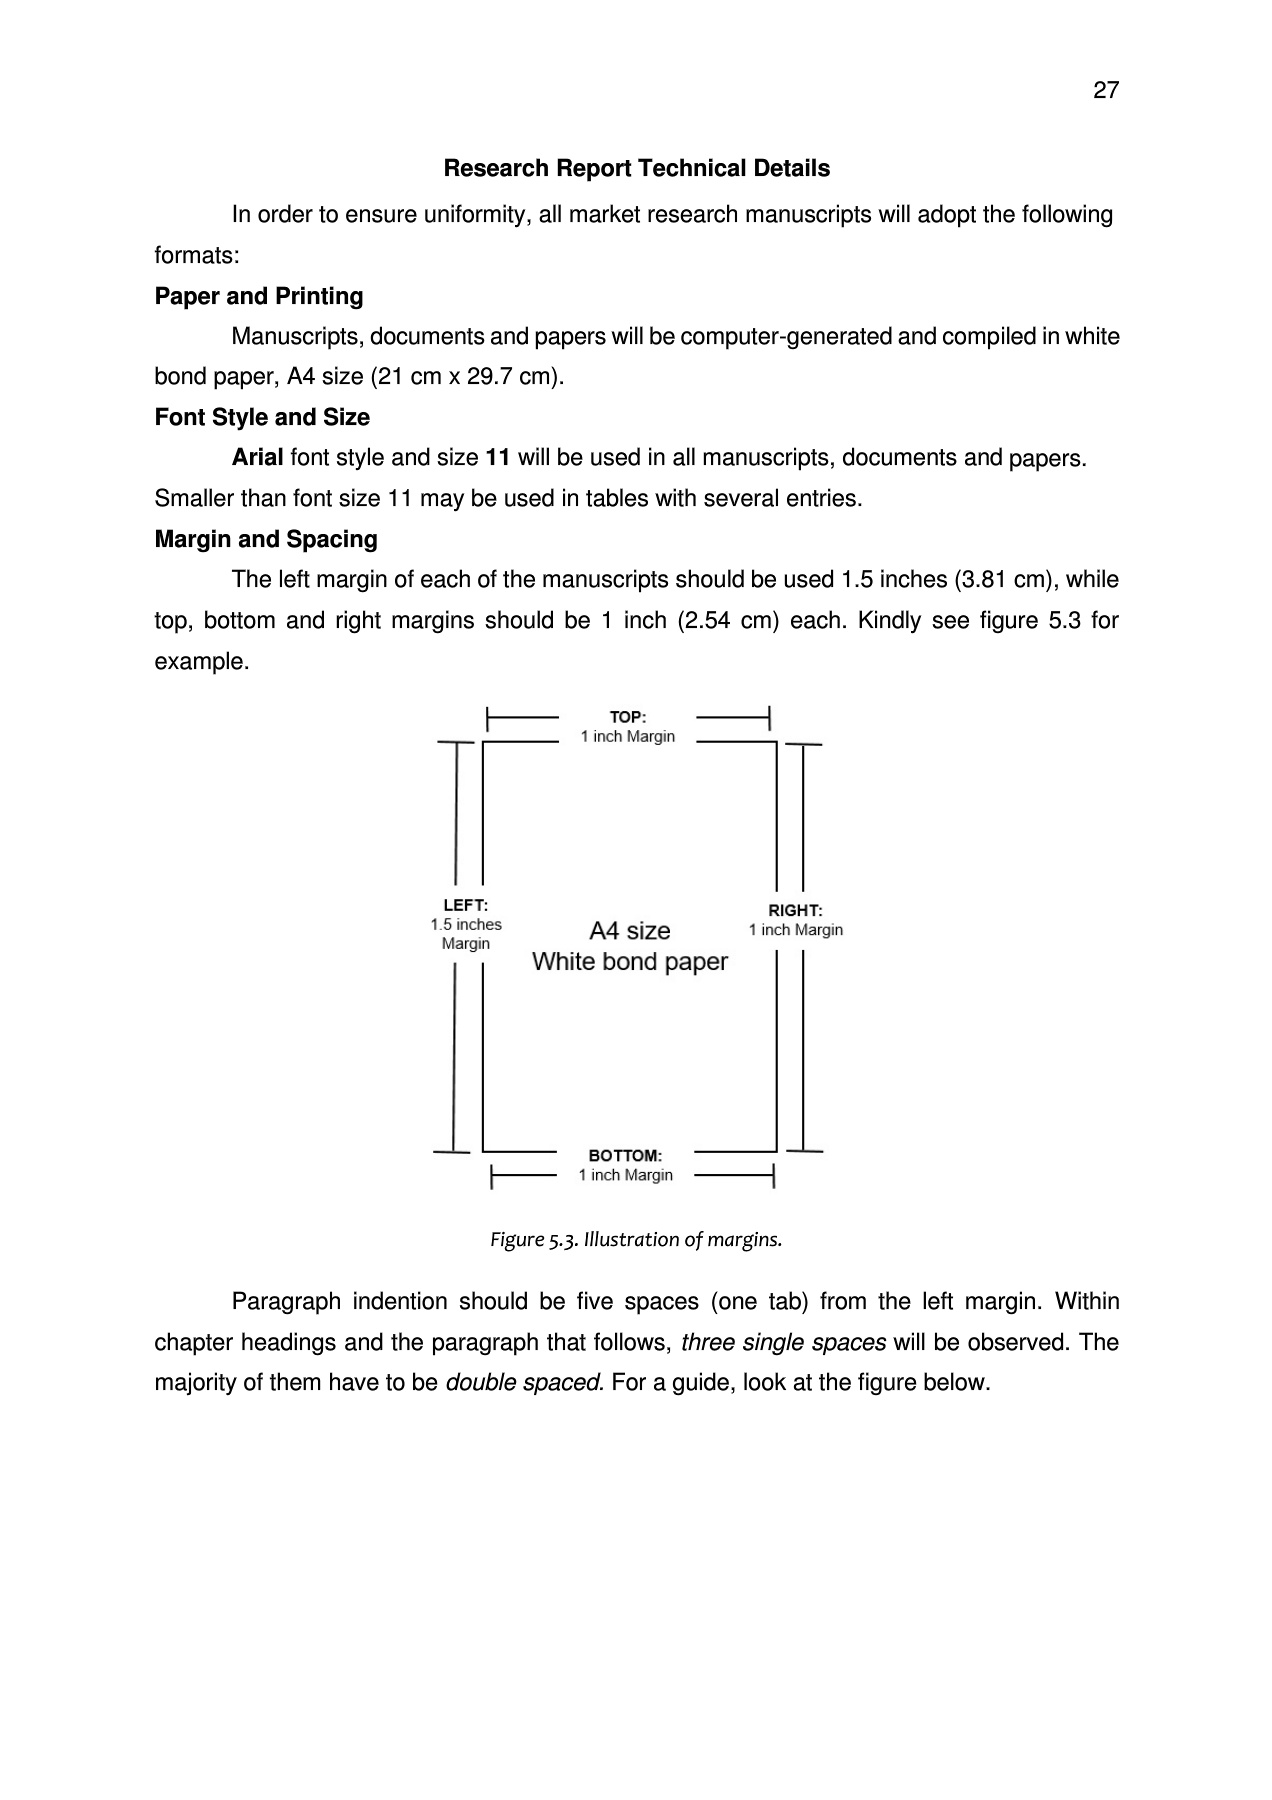 27
Research Report Technical Details
In order to ensure uniformity, all market research manuscripts will adopt the following
formats:
Paper and Printing
Manuscripts, documents and papers will be computer-generated and compiled in white
bond paper, A4 size (21 cm x 29.7 cm).
Font Style and Size
Arial font style and size 11 will be used in all manuscripts, documents and papers.
Smaller than font size 11 may be used in tables with several entries.
Margin and Spacing
The left margin of each of the manuscripts should be used 1.5 inches (3.81 cm), while
top, bottom and right margins should be 1 inch (2.54 cm) each. Kindly see figure 5.3 for
example.
TOP:
1 inch Margin
LEFT:
1.5 inches
Margin
A4 size
White bond paper
RIGHT:
1 inch Margin
BOTTOM:
1 inch Margin
Figure 5.3. Illustration of margins.
Paragraph indention should be five spaces (one tab) from the left margin. Within
chapter headings and the paragraph that follows, three single spaces will be observed. The
majority of them have to be double spaced. For a guide, look at the figure below.